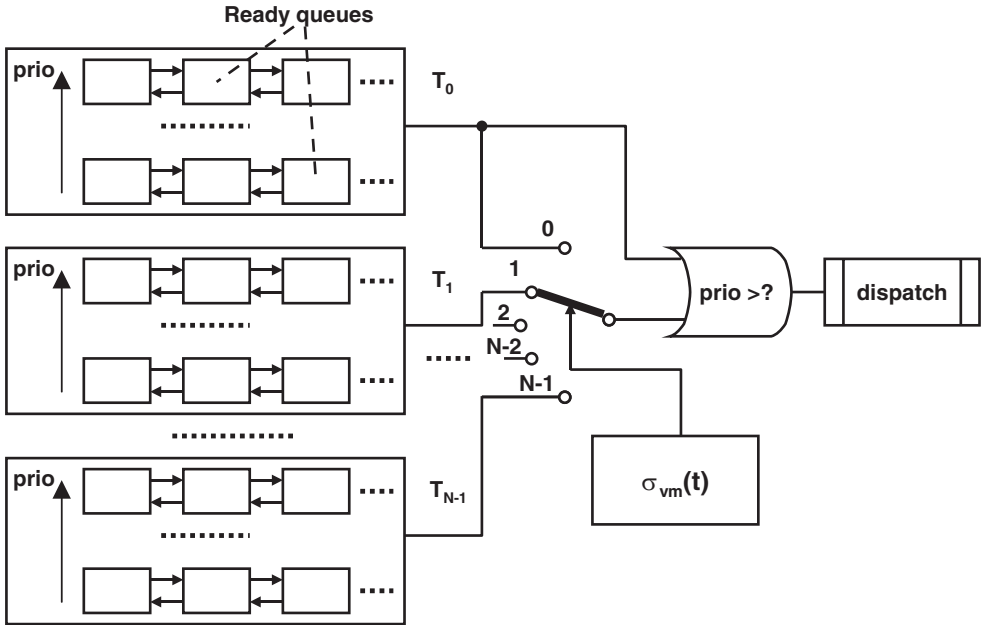 Ready queues
prio
T0
0
prio
T1
1
2
N-2
N-1
prio >?
dispatch
prio
TN-1
σvm(t)